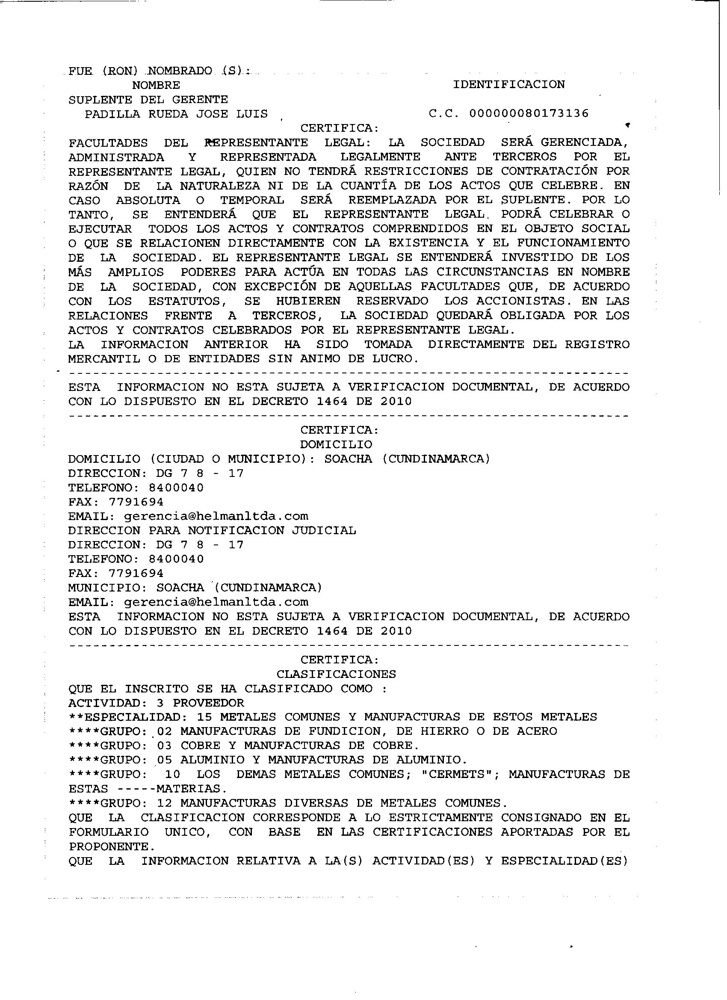 FUE (RON) NOMBRADO (S):
NOMBRE IDENTIFICACION
SUPLENTE DEL GERENTE
PADILLA RUEDA JOSE LUIS C.C. 000000080173136
CERTIFICA:
FACULTADES DEL REPRESENTANTE LEGAL: LA SOCIEDAD SERÁ GERENCIADA,
ADMINISTRADA Y REPRESENTADA LEGALMENTE ANTE TERCEROS POR EL
REPRESENTANTE LEGAL, QUIEN NO TENDRÁ RESTRICCIONES DE CONTRATACIÓN POR
RAZÓN DE LA NATURALEZA NI DE LA CUANTÍA DE LOS ACTOS QUE CELEBRE. EN
CASO ABSOLUTA O TEMPORAL SERÁ REEMPLAZADA POR EL SUPLENTE. POR LO
TANTO, SE ENTENDERÁ QUE EL REPRESENTANTE LEGAL PODRÁ CELEBRAR O
EJECUTAR TODOS LOS ACTOS Y CONTRATOS COMPRENDIDOS EN EL OBJETO SOCIAL
O QUE SE RELACIONEN DIRECTAMENTE CON LA EXISTENCIA Y EL FUNCIONAMIENTO
DE LA SOCIEDAD. EL REPRESENTANTE LEGAL SE ENTENDERÁ INVESTIDO DE LOS
MÁS AMPLIOS PODERES PARA ACTÚA EN TODAS LAS CIRCUNSTANCIAS EN NOMBRE
DE LA SOCIEDAD, CON EXCEPCIÓN DE AQUELLAS FACULTADES QUE, DE ACUERDO
CON LOS ESTATUTOS, SE HUBIEREN RESERVADO LOS ACCIONISTAS. EN LAS
RELACIONES FRENTE A TERCEROS, LA SOCIEDAD QUEDARÁ OBLIGADA POR LOS
ACTOS Y CONTRATOS CELEBRADOS POR EL REPRESENTANTE LEGAL.
LA INFORMACION ANTERIOR HA SIDO TOMADA DIRECTAMENTE DEL REGISTRO
MERCANTIL O DE ENTIDADES SIN ANIMO DE LUCRO.
----------------------------------------------------------------------
ESTA INFORMACION NO ESTA SUJETA A VERIFICACION DOCUMENTAL, DE ACUERDO
CON LO DISPUESTO EN EL DECRETO 1464 DE 2010
----------------------------------------------------------------------
CERTIFICA:
DOMICILIO
DOMICILIO (CIUDAD O MUNICIPIO): SOACHA (CUNDINAMARCA)
DIRECCION: DG 7 8 - 17
TELEFONO: 8400040
FAX: 7791694
EMAIL: gerencia@helmanltda.com
DIRECCION PARA NOTIFICACION JUDICIAL
DIRECCION: DG 7 8 - 17
TELEFONO: 8400040
FAX: 7791694
MUNICIPIO: SOACHA (CUNDINAMARCA)
EMAIL: gerencia@helmanltda.com
ESTA INFORMACION NO ESTA SUJETA A VERIFICACION DOCUMENTAL, DE ACUERDO
CON LO DISPUESTO EN EL DECRETO 1464 DE 2010
----------------------------------------------------------------------
CERTIFICA:
CLASIFICACIONES
QUE EL INSCRITO SE HA CLASIFICADO COMO :
ACTIVIDAD: 3 PROVEEDOR
**ESPECIALIDAD: 15 METALES COMUNES Y MANUFACTURAS DE ESTOS METALES
****GRUPO: 02 MANUFACTURAS DE FUNDICION, DE HIERRO O DE ACERO
****GRUPO: 03 COBRE Y MANUFACTURAS DE COBRE.
****GRUPO: 05 ALUMINIO Y MANUFACTURAS DE ALUMINIO.
****GRUPO: 10 LOS DEMAS METALES COMUNES; "CERMETS"; MANUFACTURAS DE
ESTAS -----MATERIAS.
****GRUPO: 12 MANUFACTURAS DIVERSAS DE METALES COMUNES.
QUE LA CLASIFICACION CORRESPONDE A LO ESTRICTAMENTE CONSIGNADO EN EL
FORMULARIO UNICO, CON BASE EN LAS CERTIFICACIONES APORTADAS POR EL
PROPONENTE.
QUE LA INFORMACION RELATIVA A LA(S) ACTIVIDAD(ES) Y ESPECIALIDAD(ES)